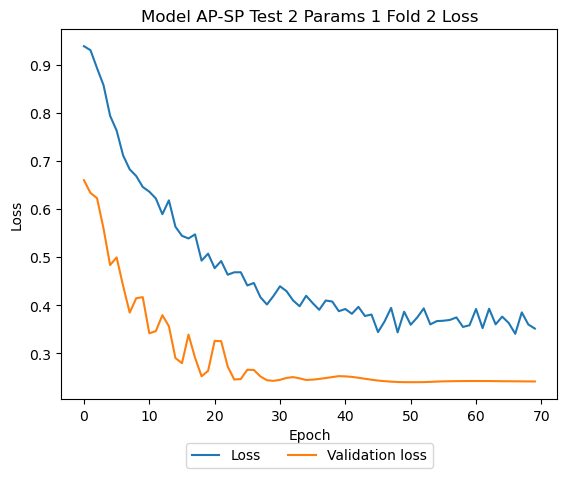 Model AP-SP Test 2 Params 1 Fold 2 Loss
Loss
0.9
0.8
0.7
0.6
0.5
0.4
0.3
0 10 20 30 40 50 60 70
Epoch
Loss Validation loss